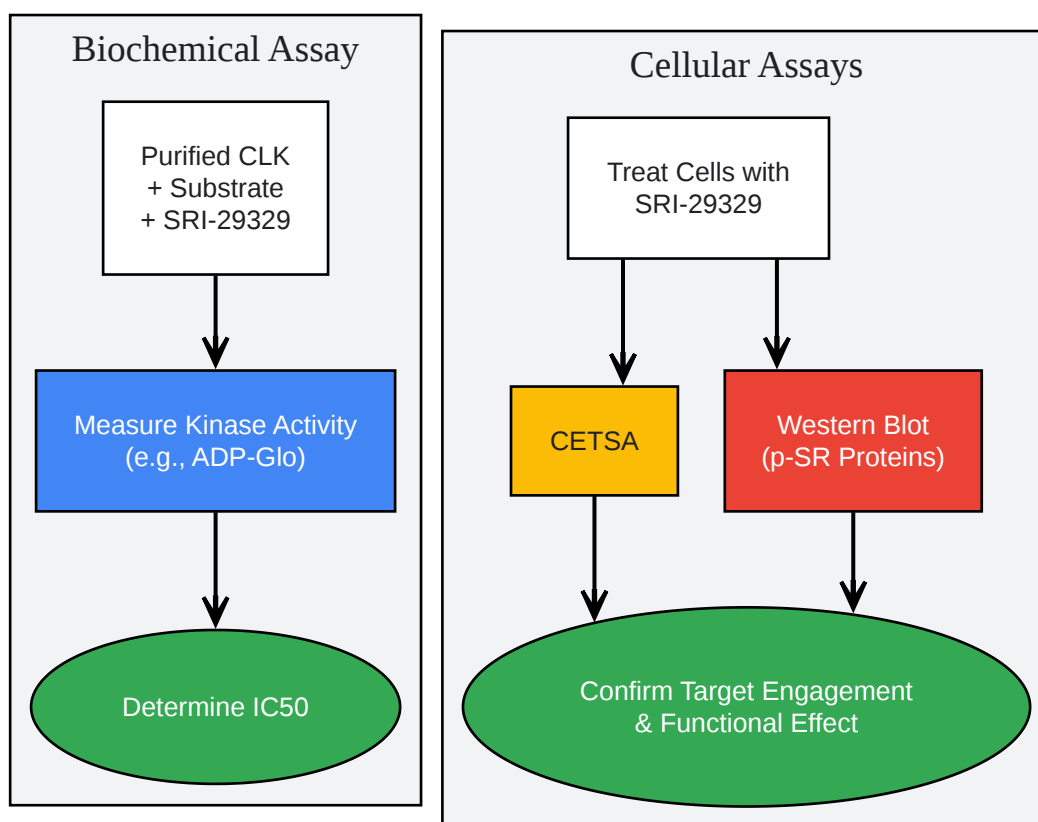 Biochemical Assay
Purified CLK
+ Substrate
+ SRI-29329
Measure Kinase Activity
(e.g., ADP-Glo)
Determine IC50
Cellular Assays
Treat Cells with
SRI-29329
CETSA
Western Blot
(p-SR Proteins)
Confirm Target Engagement
& Functional Effect